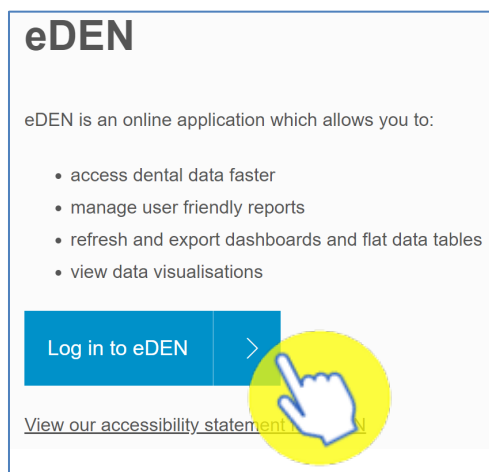 eDEN
eDEN is an online application which allows you to:
• access dental data faster
• manage user friendly reports
• refresh and export dashboards and flat data tables
• view data visualisations
Log in to eDEN
View our accessibility statement